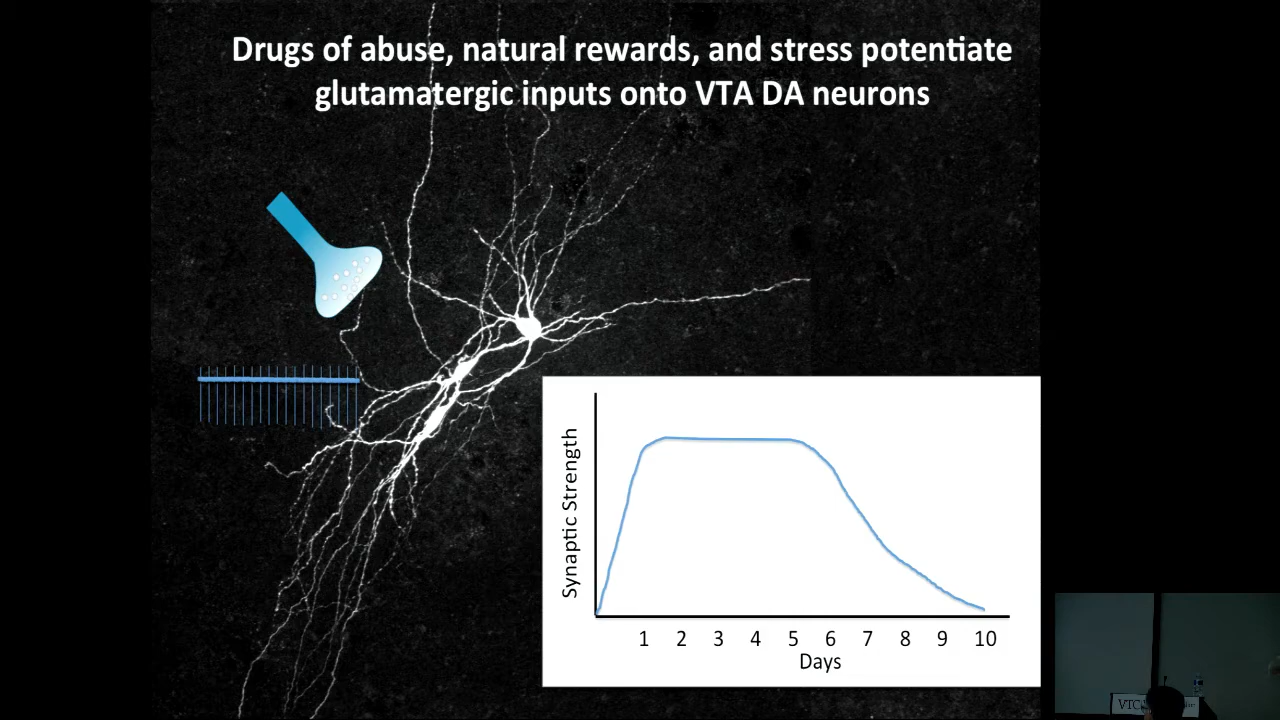 Drugs of abuse, natural rewards, and stress potentiate
glutamatergic inputs onto VTA DA neurons
Synaptic Strength
1 2 3 4 5 6 7 8 9 10
Days
VTC